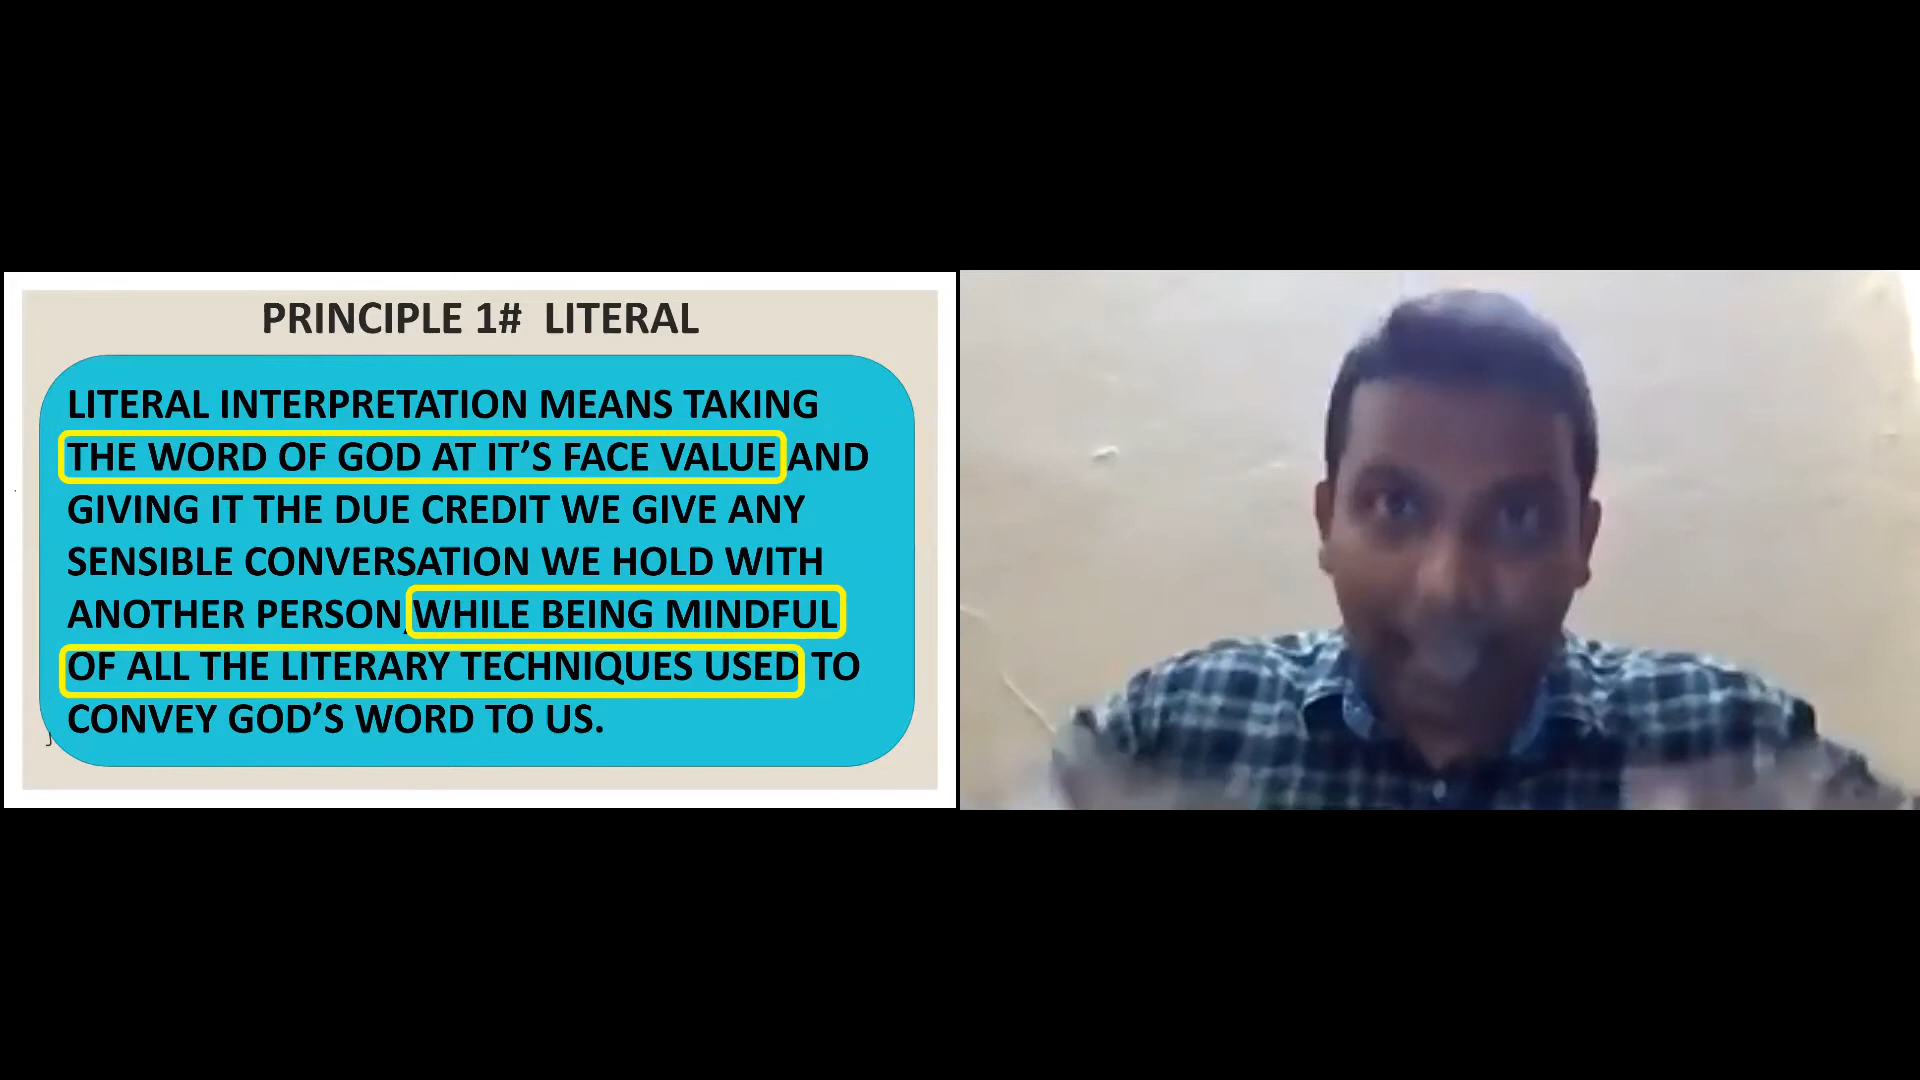 PRINCIPLE 1# LITERAL
LITERAL INTERPRETATION MEANS TAKING
THE WORD OF GOD AT IT’S FACE VALUE AND
GIVING IT THE DUE CREDIT WE GIVE ANY
SENSIBLE CONVERSATION WE HOLD WITH
ANOTHER PERSON, WHILE BEING MINDFUL
OF ALL THE LITERARY TECHNIQUES USED TO
CONVEY GOD’S WORD TO US.